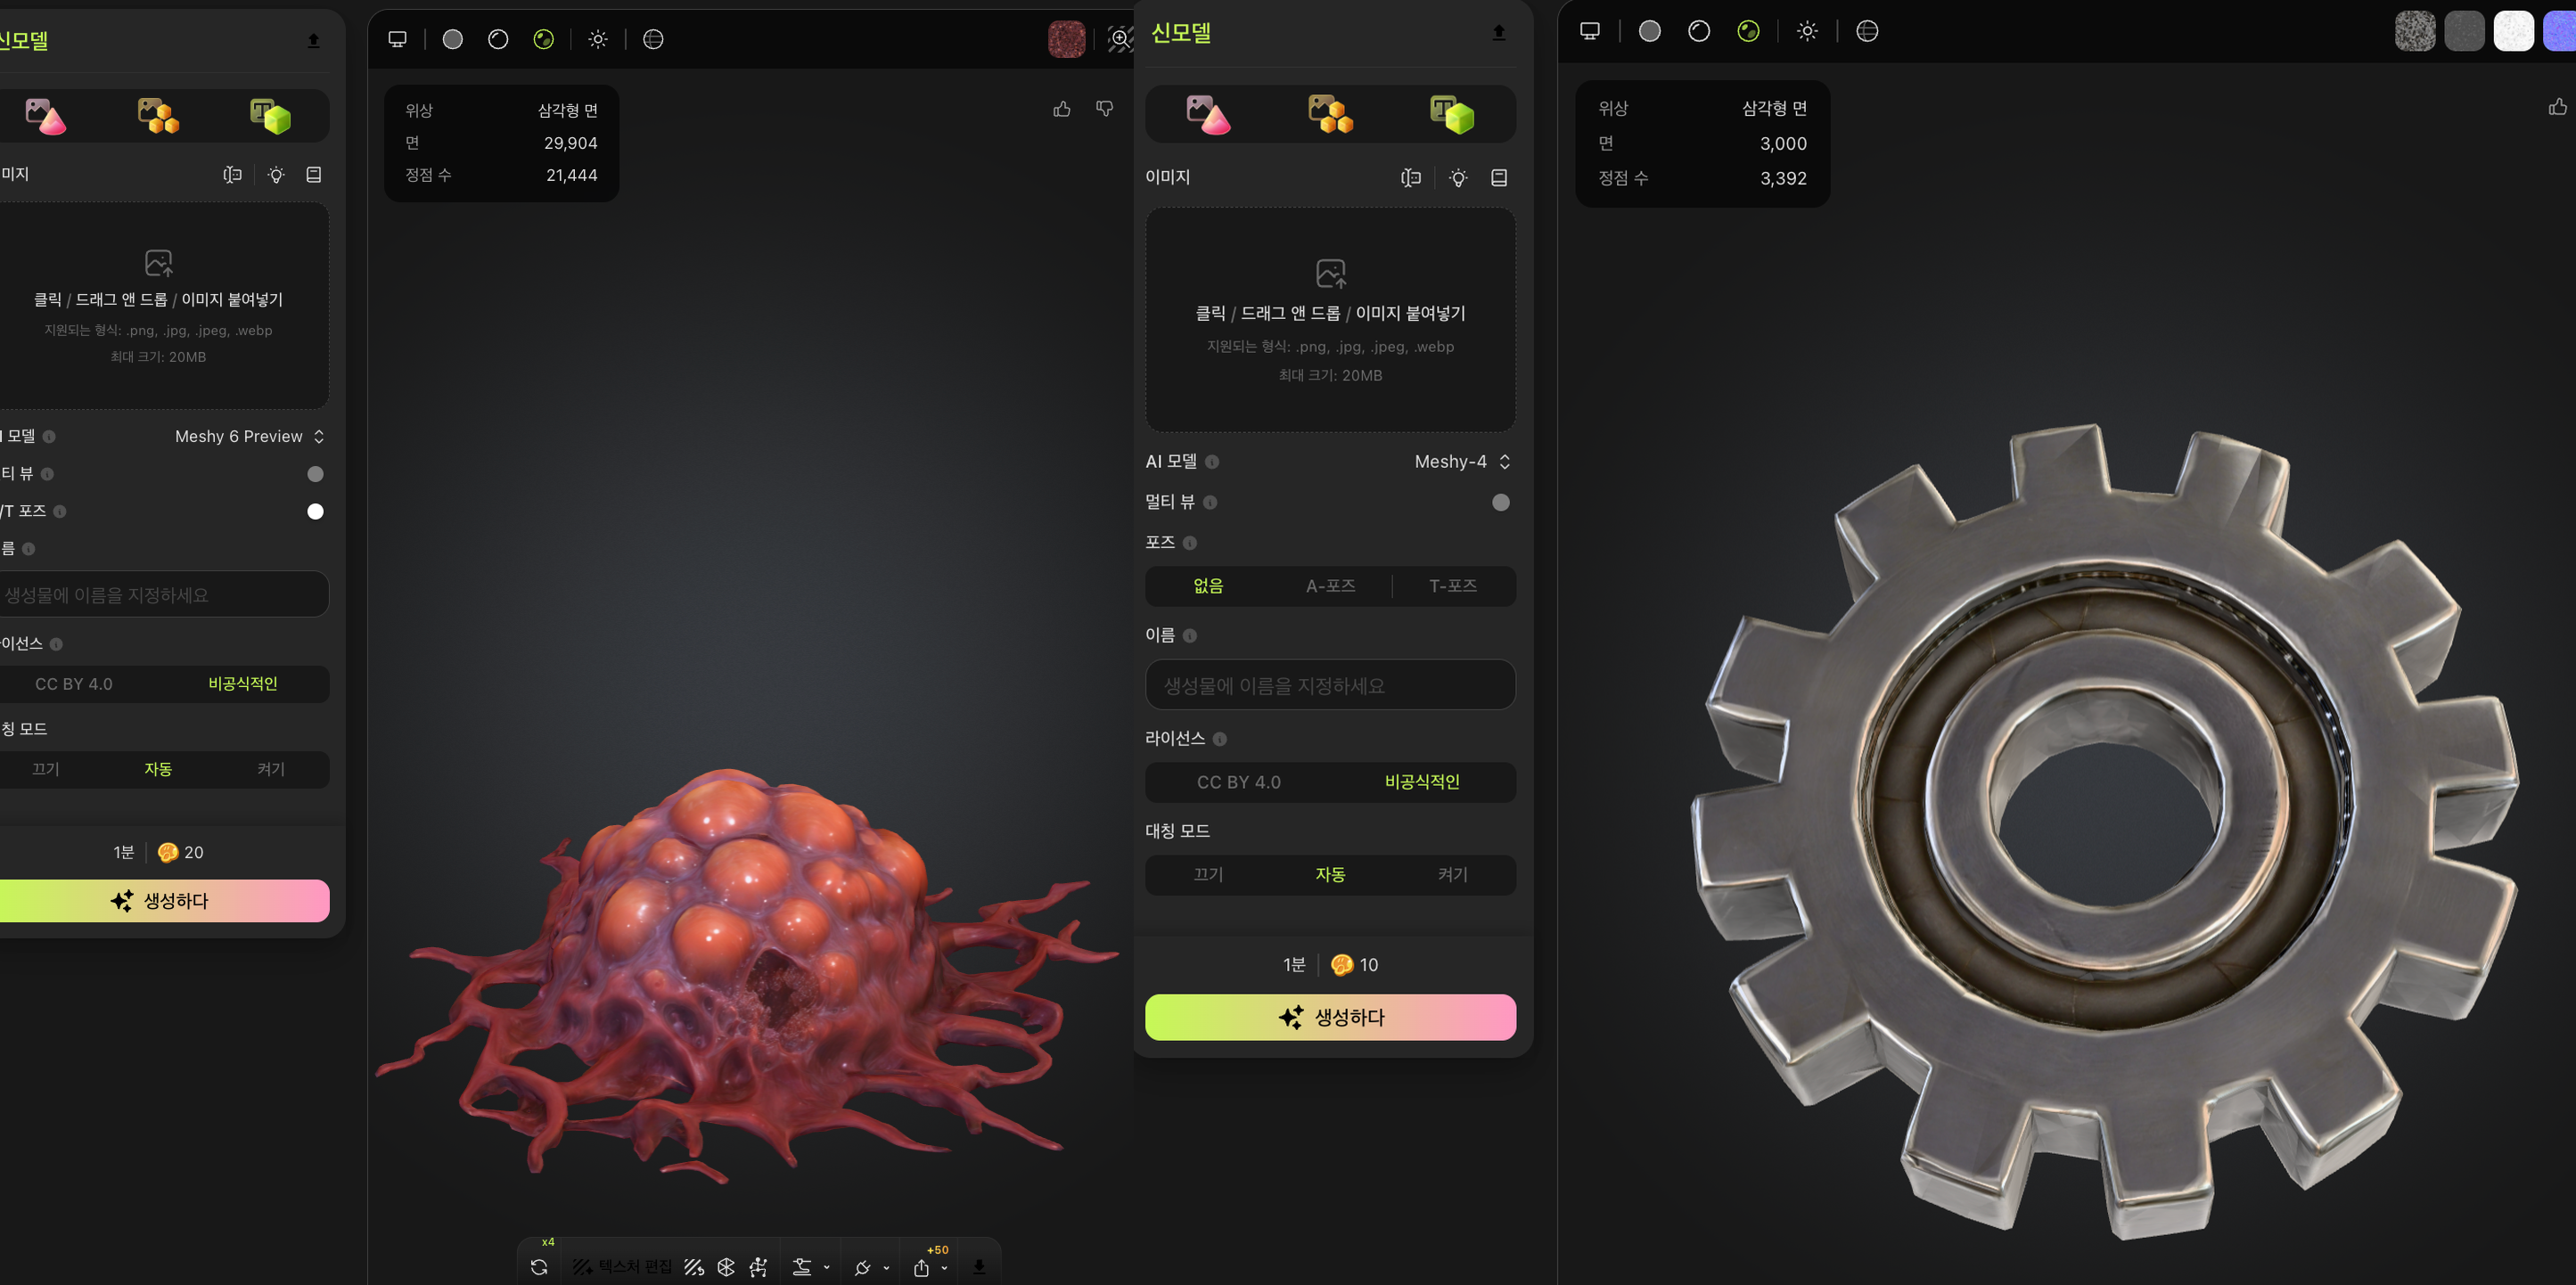 신모델
위상 삼각형 면
면 29,904
정점 수 21,444
미지
클릭 / 드래그 앤 드롭 / 이미지 붙여넣기
지원되는 형식: .png, .jpg, .jpeg, .webp
최대 크기: 20MB
모델 Meshy 6 Preview
티 뷰
/T 포즈
름
생성물에 이름을 지정하세요
이선스
CC BY 4.0 비공식적인
칭 모드
끄기 자동 켜기
1분 20
생성하다
x4
텍스처 편집
+50
신모델
위상 삼각형 면
면 3,000
정점 수 3,392
이미지
클릭 / 드래그 앤 드롭 / 이미지 붙여넣기
지원되는 형식: .png, .jpg, .jpeg, .webp
최대 크기: 20MB
AI 모델 Meshy-4
멀티 뷰
포즈
없음 A-포즈 T-포즈
이름
생성물에 이름을 지정하세요
라이선스
CC BY 4.0 비공식적인
대칭 모드
끄기 자동 켜기
1분 10
생성하다